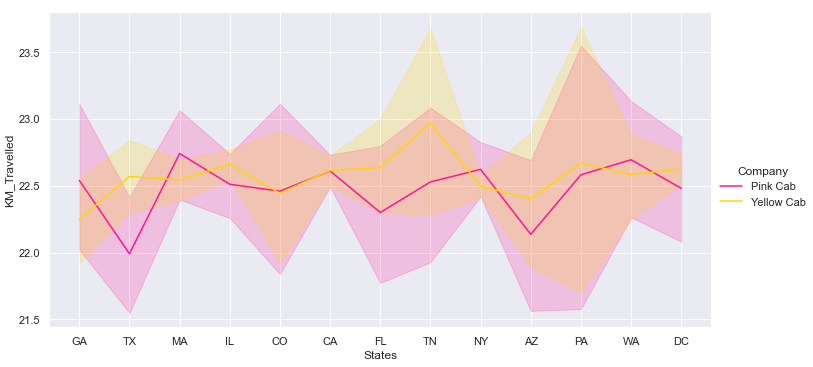 23.5
23.0
22.5
22.0
21.5
KM_Travelled
GA TX MA IL CO CA FL TN NY AZ PA WA DC
States
Company
Pink Cab
Yellow Cab